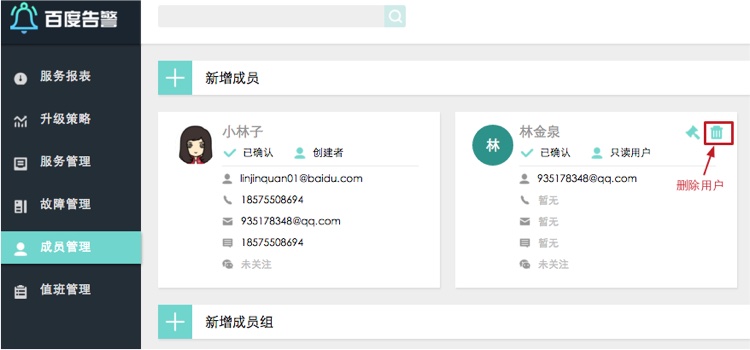 百度告警
服务报表
升级策略
服务管理
故障管理
成员管理
值班管理
新增成员
小林子
已确认 创建者
linjinquan01@baidu.com
18575508694
935178348@qq.com
18575508694
未关注
林
林金泉
已确认 只读用户
935178348@qq.com
暂无
暂无
暂无
未关注
删除用户
新增成员组